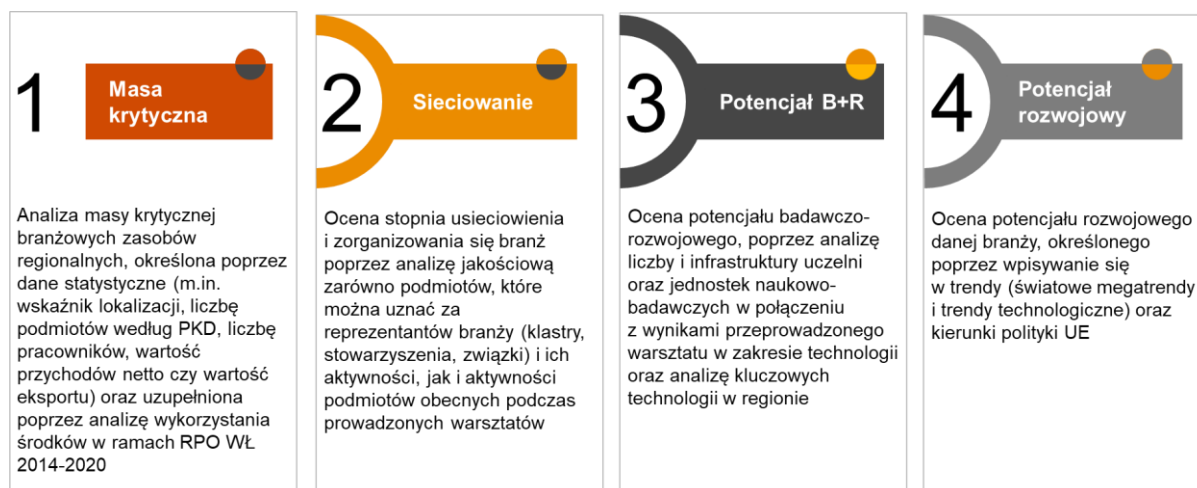 1
Masa
krytyczna
Analiza masy krytycznej
branżowych zasobów
regionalnych, określona poprzez
dane statystyczne (m.in.
wskaźnik lokalizacji, liczbę
podmiotów według PKD, liczbę
pracowników, wartość
przychodów netto czy wartość
eksportu) oraz uzupełniona
poprzez analizę wykorzystania
środków w ramach RPO WŁ
2014-2020
2
Sieciowanie
Ocena stopnia usieciowienia
i zorganizowania się branż
poprzez analizę jakościową
zarówno podmiotów, które
można uznać za
reprezentantów branży (klastry,
stowarzyszenia, związki) i ich
aktywności, jak i aktywności
podmiotów obecnych podczas
prowadzonych warsztatów
3
Potencjał B+R
Ocena potencjału badawczo-
rozwojowego, poprzez analizę
liczby i infrastruktury uczelni
oraz jednostek naukowo-
badawczych w połączeniu
z wynikami przeprowadzonego
warsztatu w zakresie technologii
oraz analizę kluczowych
technologii w regionie
4
Potencjał
rozwojowy
Ocena potencjału rozwojowego
danej branży, określonego
poprzez wpisywanie się
w trendy (światowe megatrendy
i trendy technologiczne) oraz
kierunki polityki UE